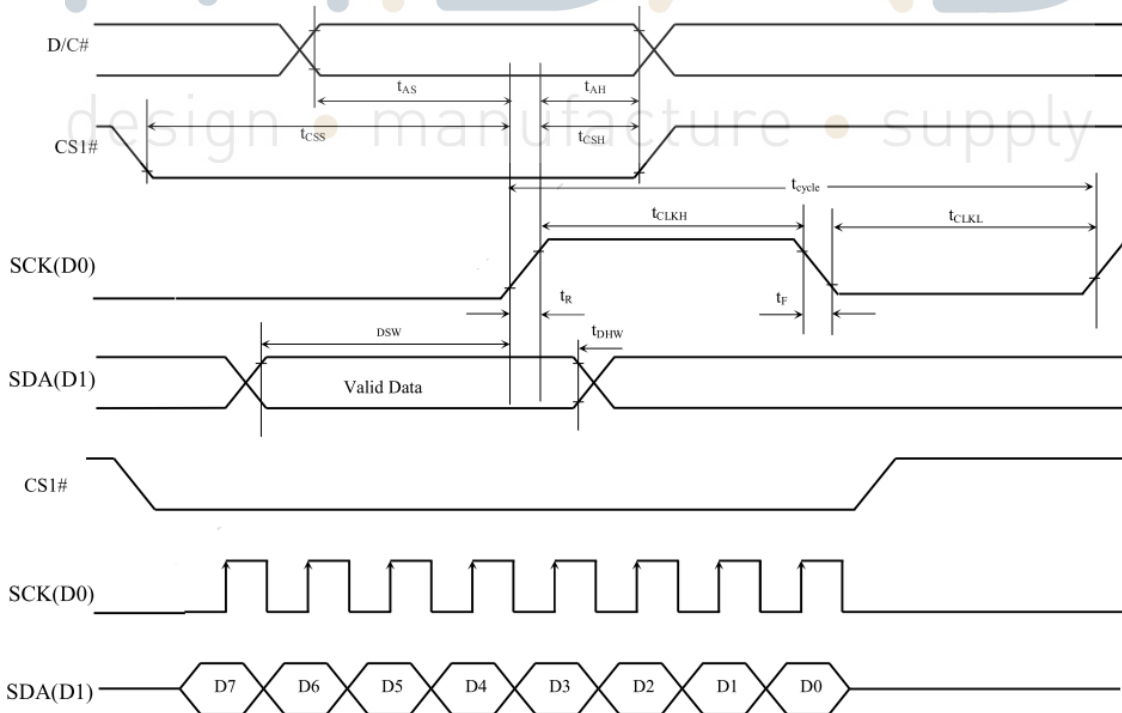 D/C#
tAS
tAH
design • manufacture • supply
tCSS
tCSH
CS1#
tcycle
tCLKH
tCLKL
SCK(D0)
tR
tF
DSW
tDHW
SDA(D1)
Valid Data
CS1#
SCK(D0)
SDA(D1)
D7 D6 D5 D4 D3 D2 D1 D0